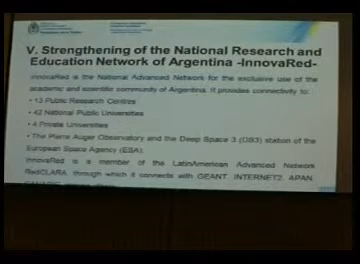 V. Strengthening of the National Research and
Education Network of Argentina -InnovaRed-
InnovaRed is the National Advanced Network for the exclusive use of the
academic and scientific community of Argentina. It provides connectivity to:
• 13 Public Research Centres
• 42 National Public Universities
• 4 Private Universities
• The Pierre Auger Observatory and the Deep Space 3 (DS3) station of the
European Space Agency (ESA).
InnovaRed is a member of the LatinAmerican Advanced Network
RedCLARA, through which it connects with GEANT, INTERNET2, APAN,